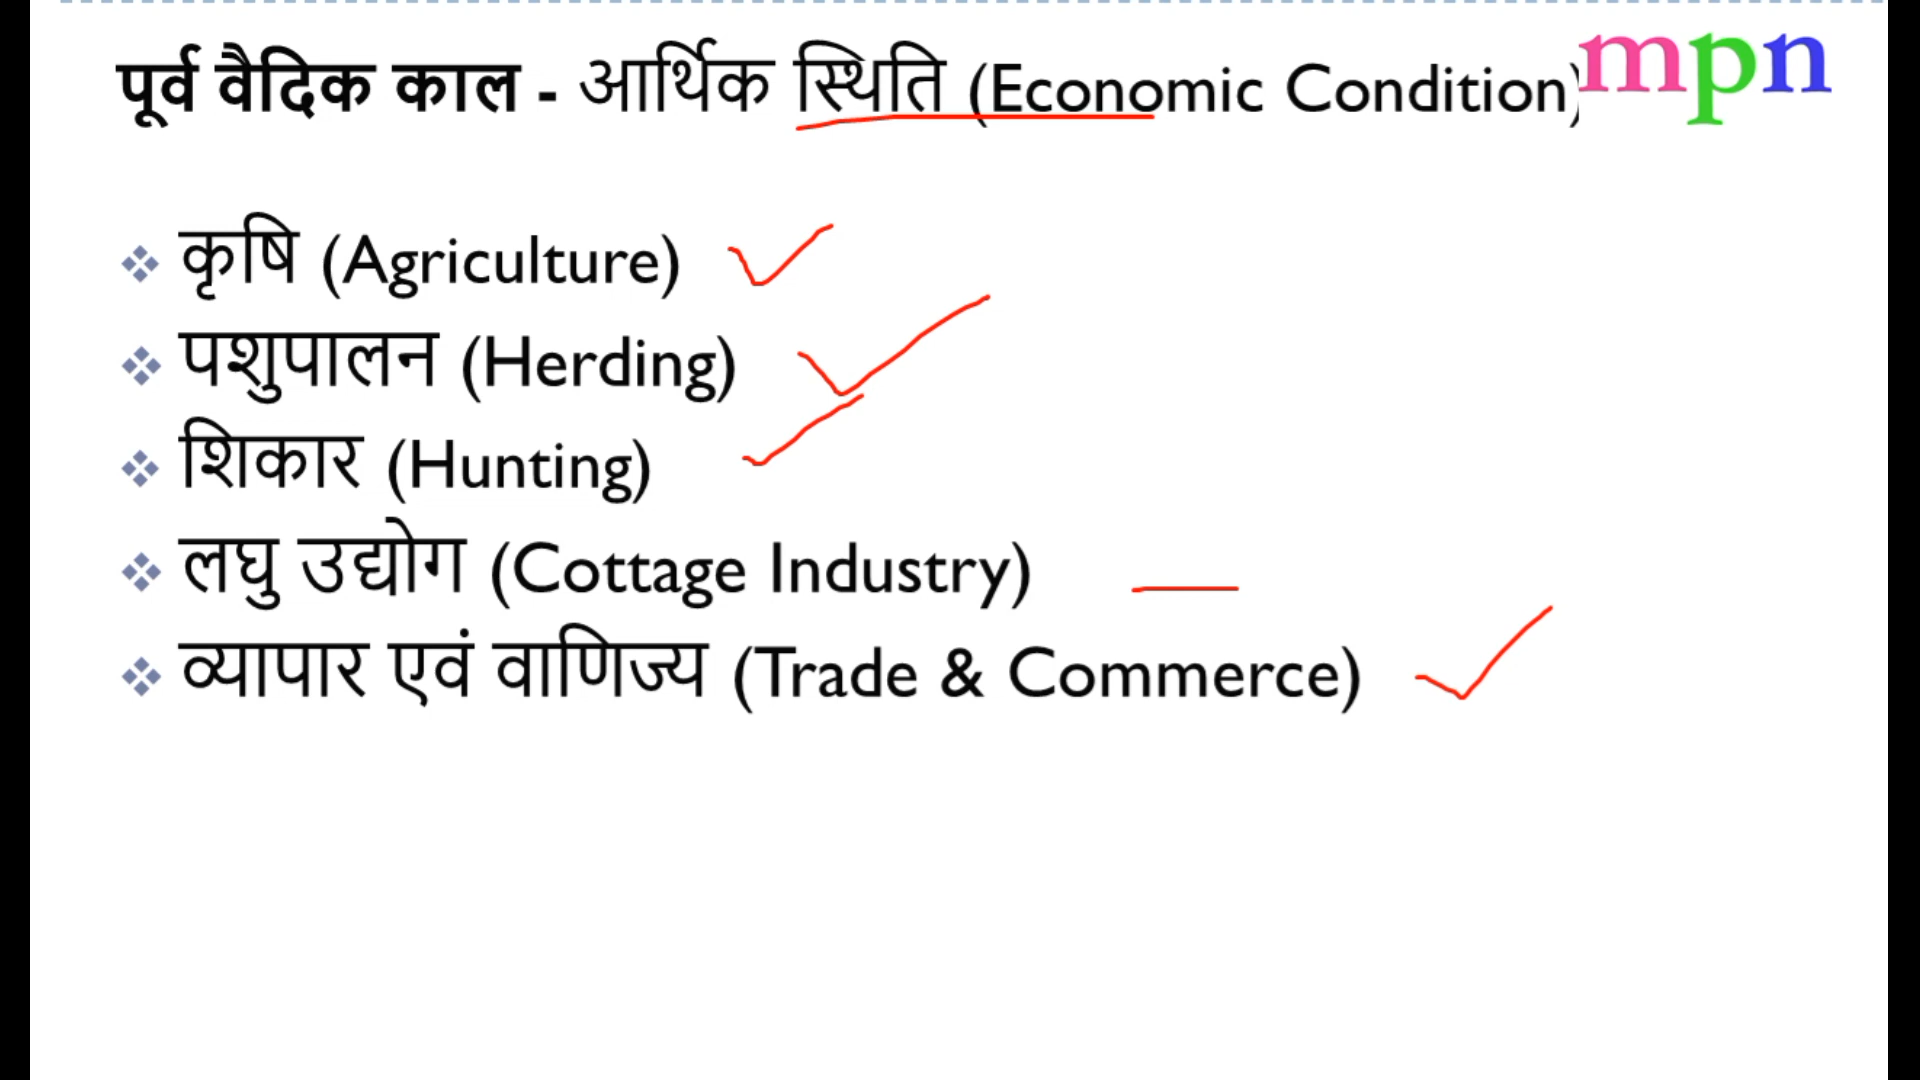 पूर्व वैदिक काल - आर्थिक स्थिति (Economic Condition) mpn
❖ कृषि (Agriculture)
❖ पशुपालन (Herding)
❖ शिकार (Hunting)
❖ लघु उद्योग (Cottage Industry)
❖ व्यापार एवं वाणिज्य (Trade & Commerce)